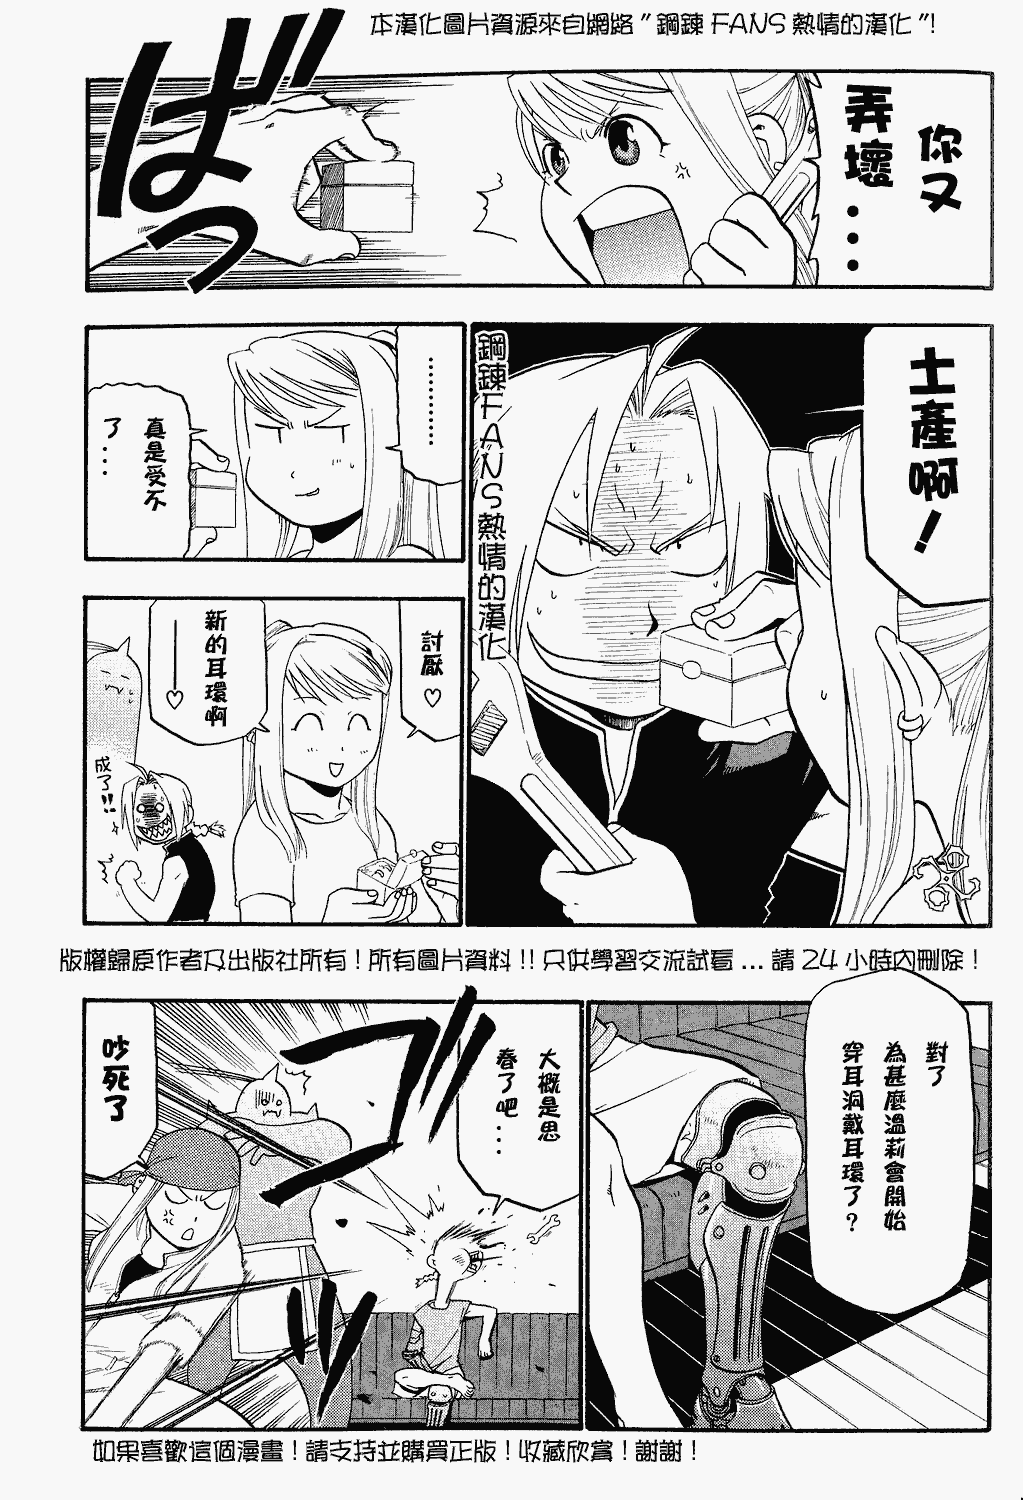 本漢化圖片資源來自網絡"鋼鍊FANS熱情的漢化"!
你又
弄壞...
ばっ
土產啊!
鋼鍊FANS熱情的漢化
.........
真是受不
了...
討厭♡
新的耳環啊
——♡
成了!!
版權歸原作者及出版社所有!所有圖片資料!!只供學習交流試看...請24小時內刪除!
對了
為甚麼溫莉會開始
穿耳洞戴耳環了?
大概是思
春了吧...
ゴッ
吵死了
如果喜歡這個漫畫!請支持並購買正版!收藏欣賞!謝謝!